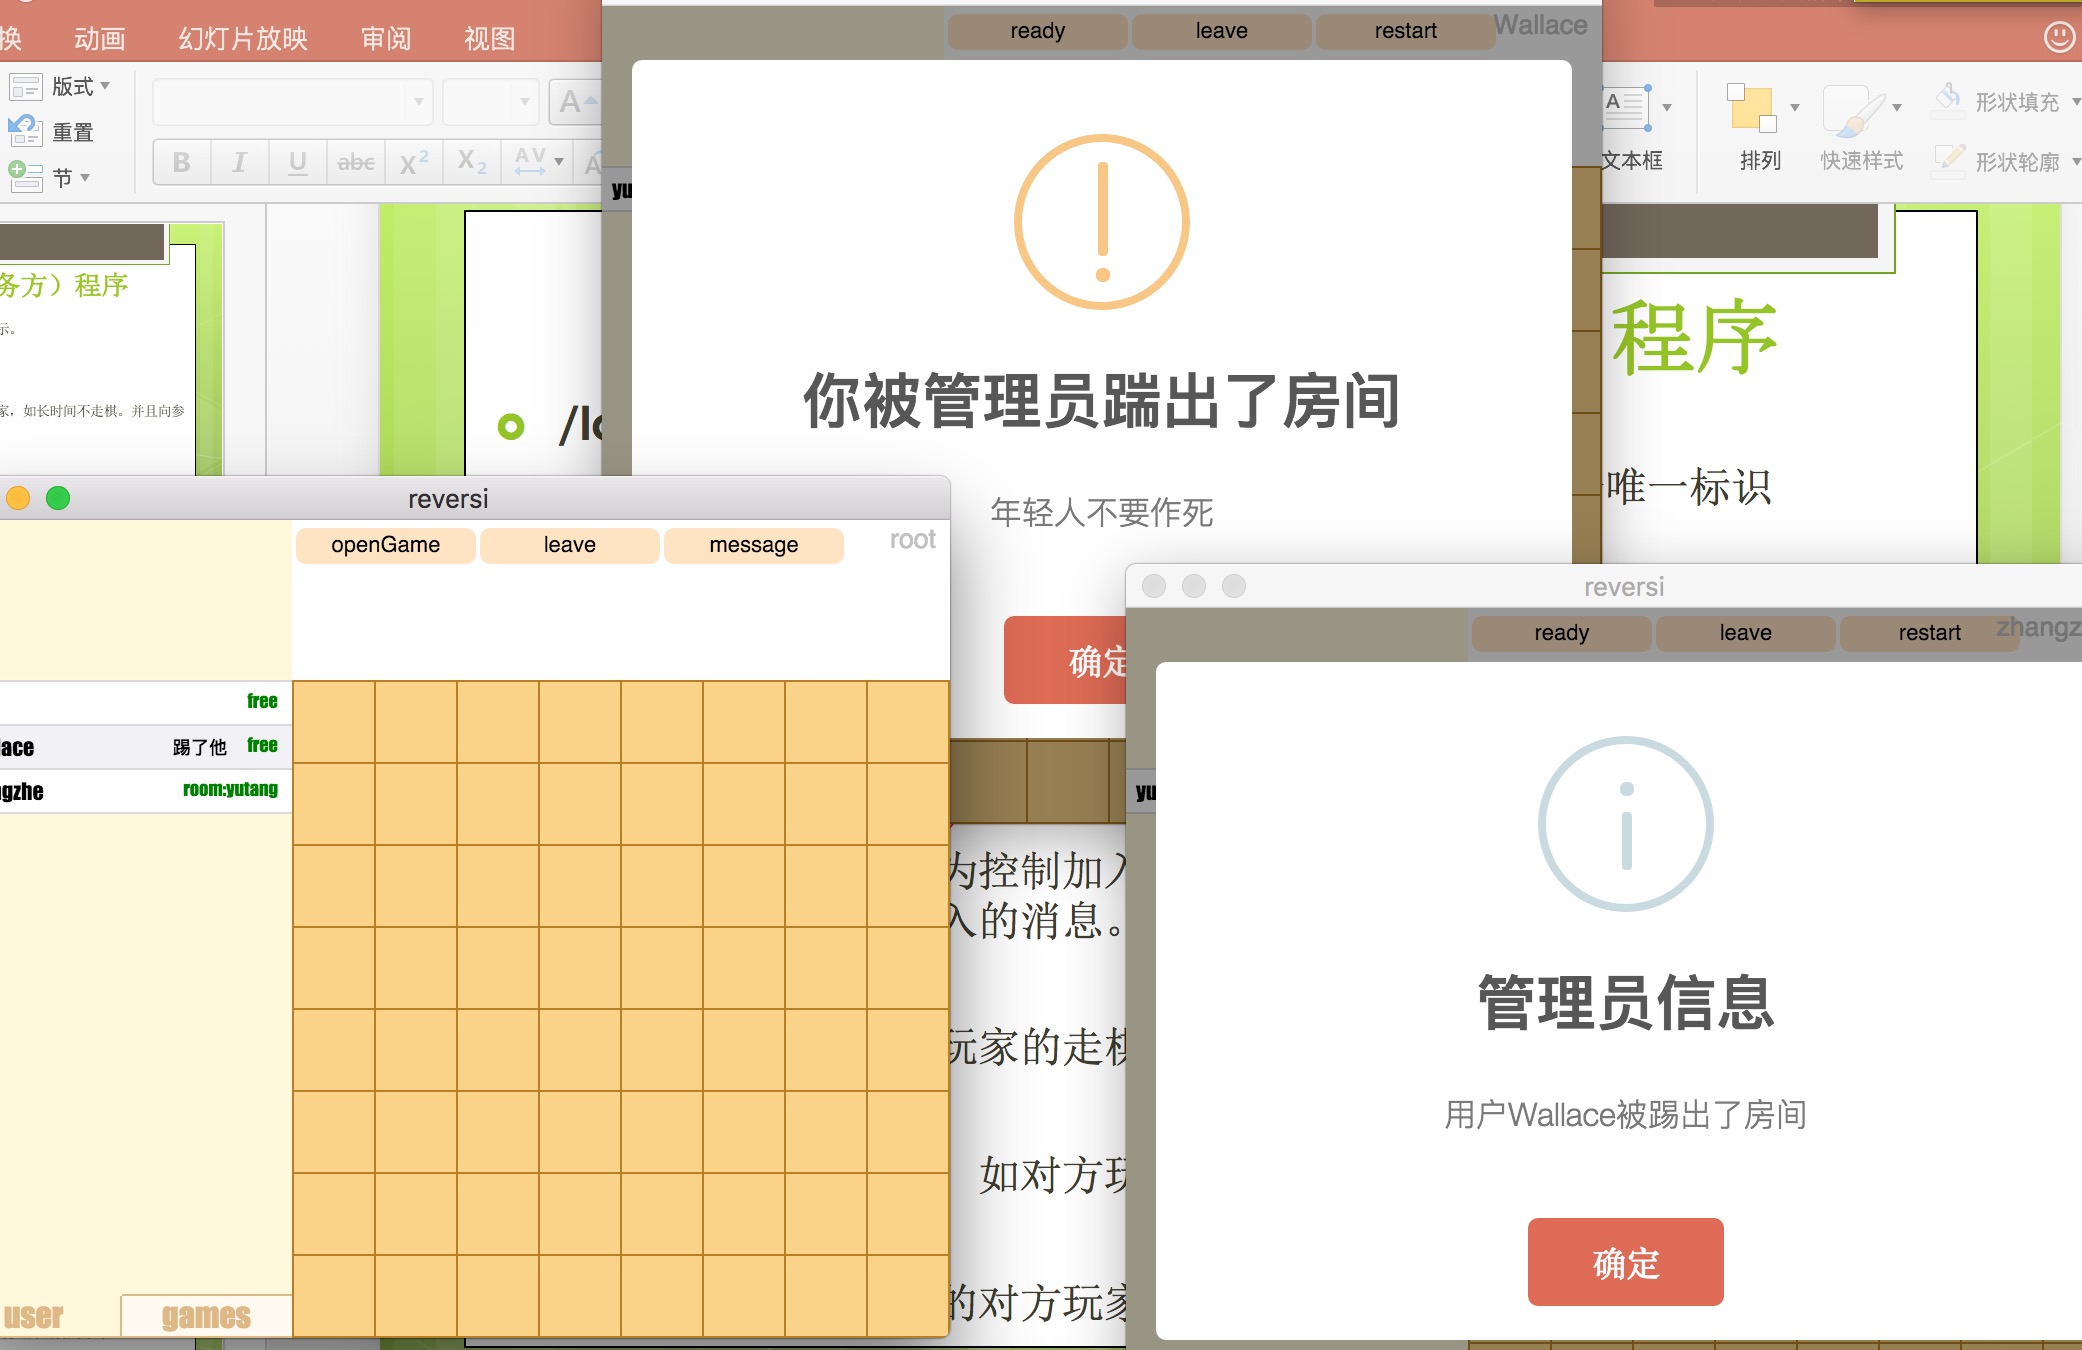 换 动画 幻灯片放映 审阅 视图
版式
重置
节
B I U abc X² X₂ AV A
A
文本框
排列
快速样式
形状填充
形状轮廓
务方）程序
示。
家，如长时间不走棋。并且向参
程序
唯一标识
ready leave restart Wallace
yu
你被管理员踹出了房间
年轻人不要作死
确定
reversi
openGame leave message root
free
lace 踢了他 free
ngzhe room:yutang
user games
为控制加入
入的消息。
玩家的走棋
如对方玩
的对方玩家
reversi
ready leave restart zhangz
yu
管理员信息
用户Wallace被踢出了房间
确定